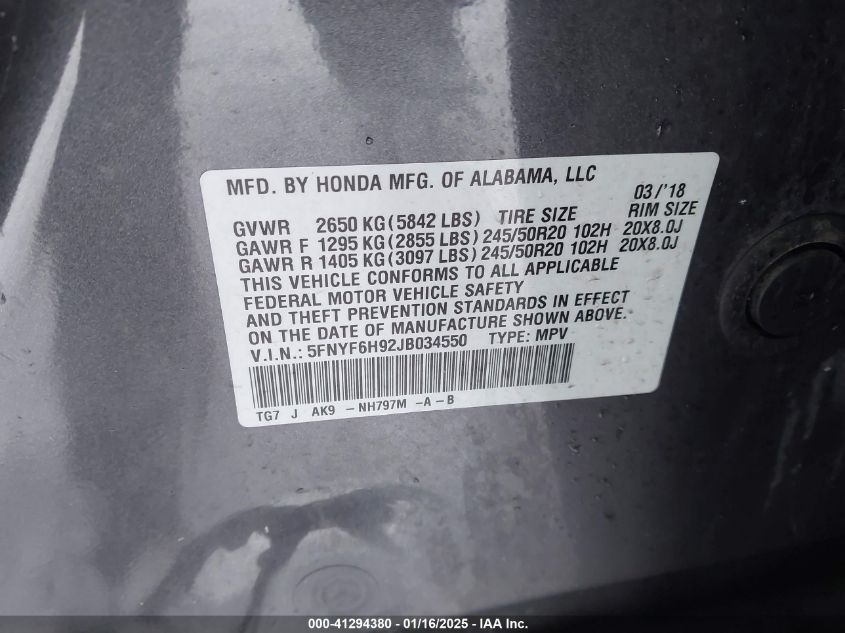 MFD. BY HONDA MFG. OF ALABAMA, LLC
03/'18
GVWR 2650 KG (5842 LBS) TIRE SIZE RIM SIZE
GAWR F 1295 KG (2855 LBS) 245/50R20 102H 20X8.0J
GAWR R 1405 KG (3097 LBS) 245/50R20 102H 20X8.0J
THIS VEHICLE CONFORMS TO ALL APPLICABLE
FEDERAL MOTOR VEHICLE SAFETY
AND THEFT PREVENTION STANDARDS IN EFFECT
ON THE DATE OF MANUFACTURE SHOWN ABOVE.
V.I.N.: 5FNYF6H92JB034550 TYPE: MPV
TG7 J AK9 -NH797M -A-B
000-41294380 - 01/16/2025 - IAA Inc.